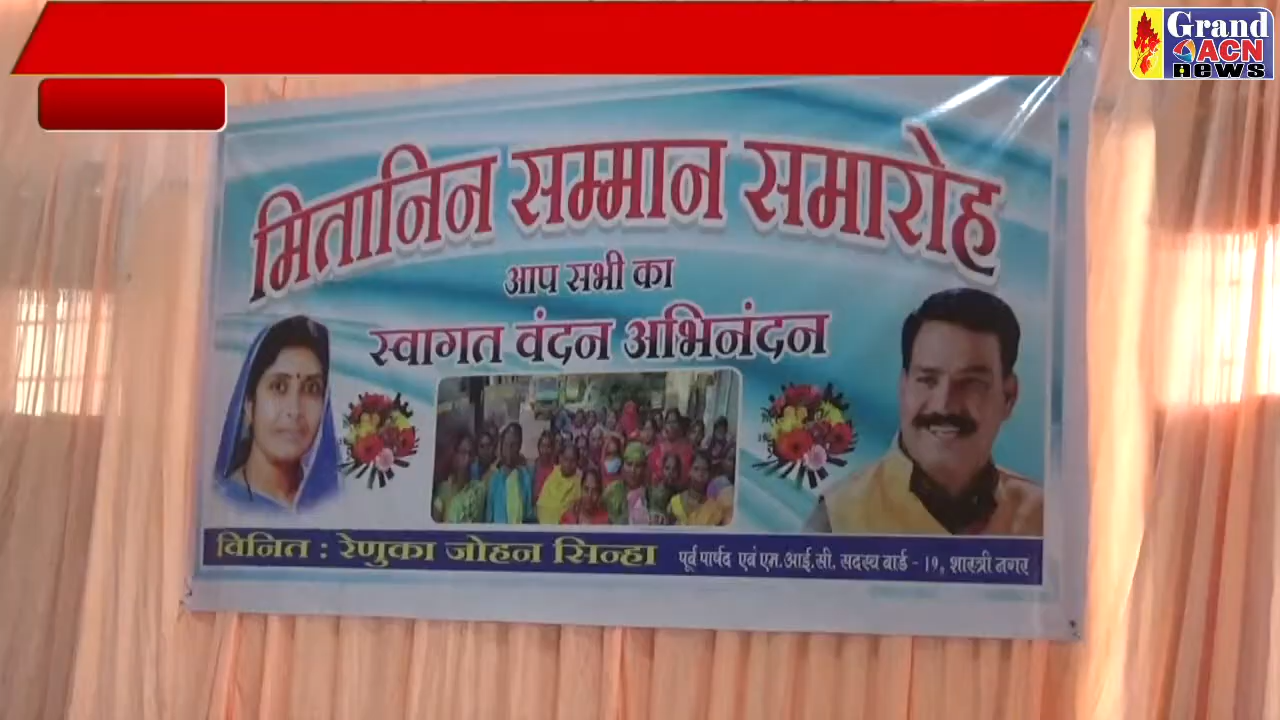 Grand
ACN
news
मितानिन सम्मान समारोह
आप सभी का
स्वागत वंदन अभिनंदन
विनित : रेणुका जोहन सिन्हा
पूर्व पार्षद एवं एम.आई.सी. सदस्य वार्ड - 19, शास्त्री नगर